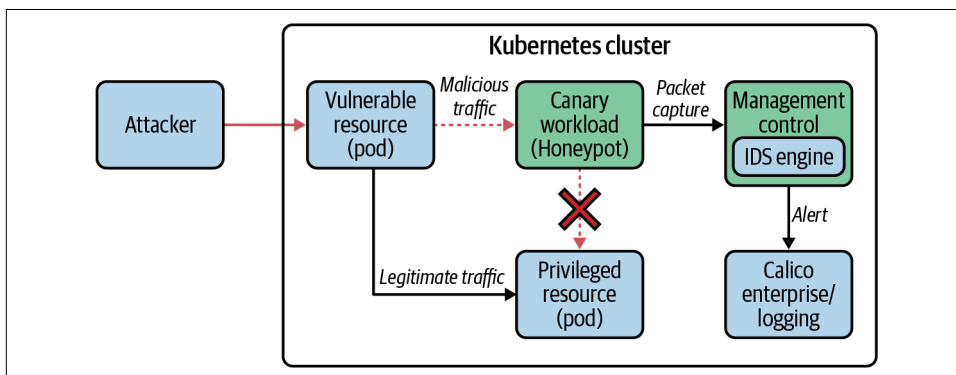 Kubernetes cluster
Attacker
Vulnerable
resource
(pod)
Malicious
traffic
Canary
workload
(Honeypot)
Packet
capture
Management
control
IDS engine
Alert
Legitimate traffic
Privileged
resource
(pod)
Calico
enterprise/
logging